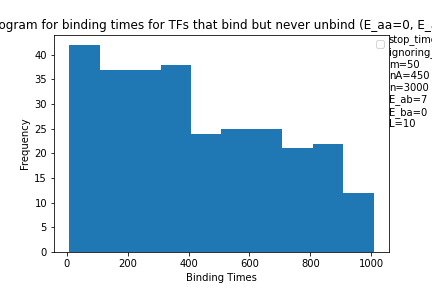 ogram for binding times for TFs that bind but never unbind (E_aa=0, E_
stop_tim
ignoring_
m=50
nA=450
n=3000
E_ab=7
E_ba=0
L=10
Frequency
40
35
30
25
20
15
10
5
0
0 200 400 600 800 1000
Binding Times